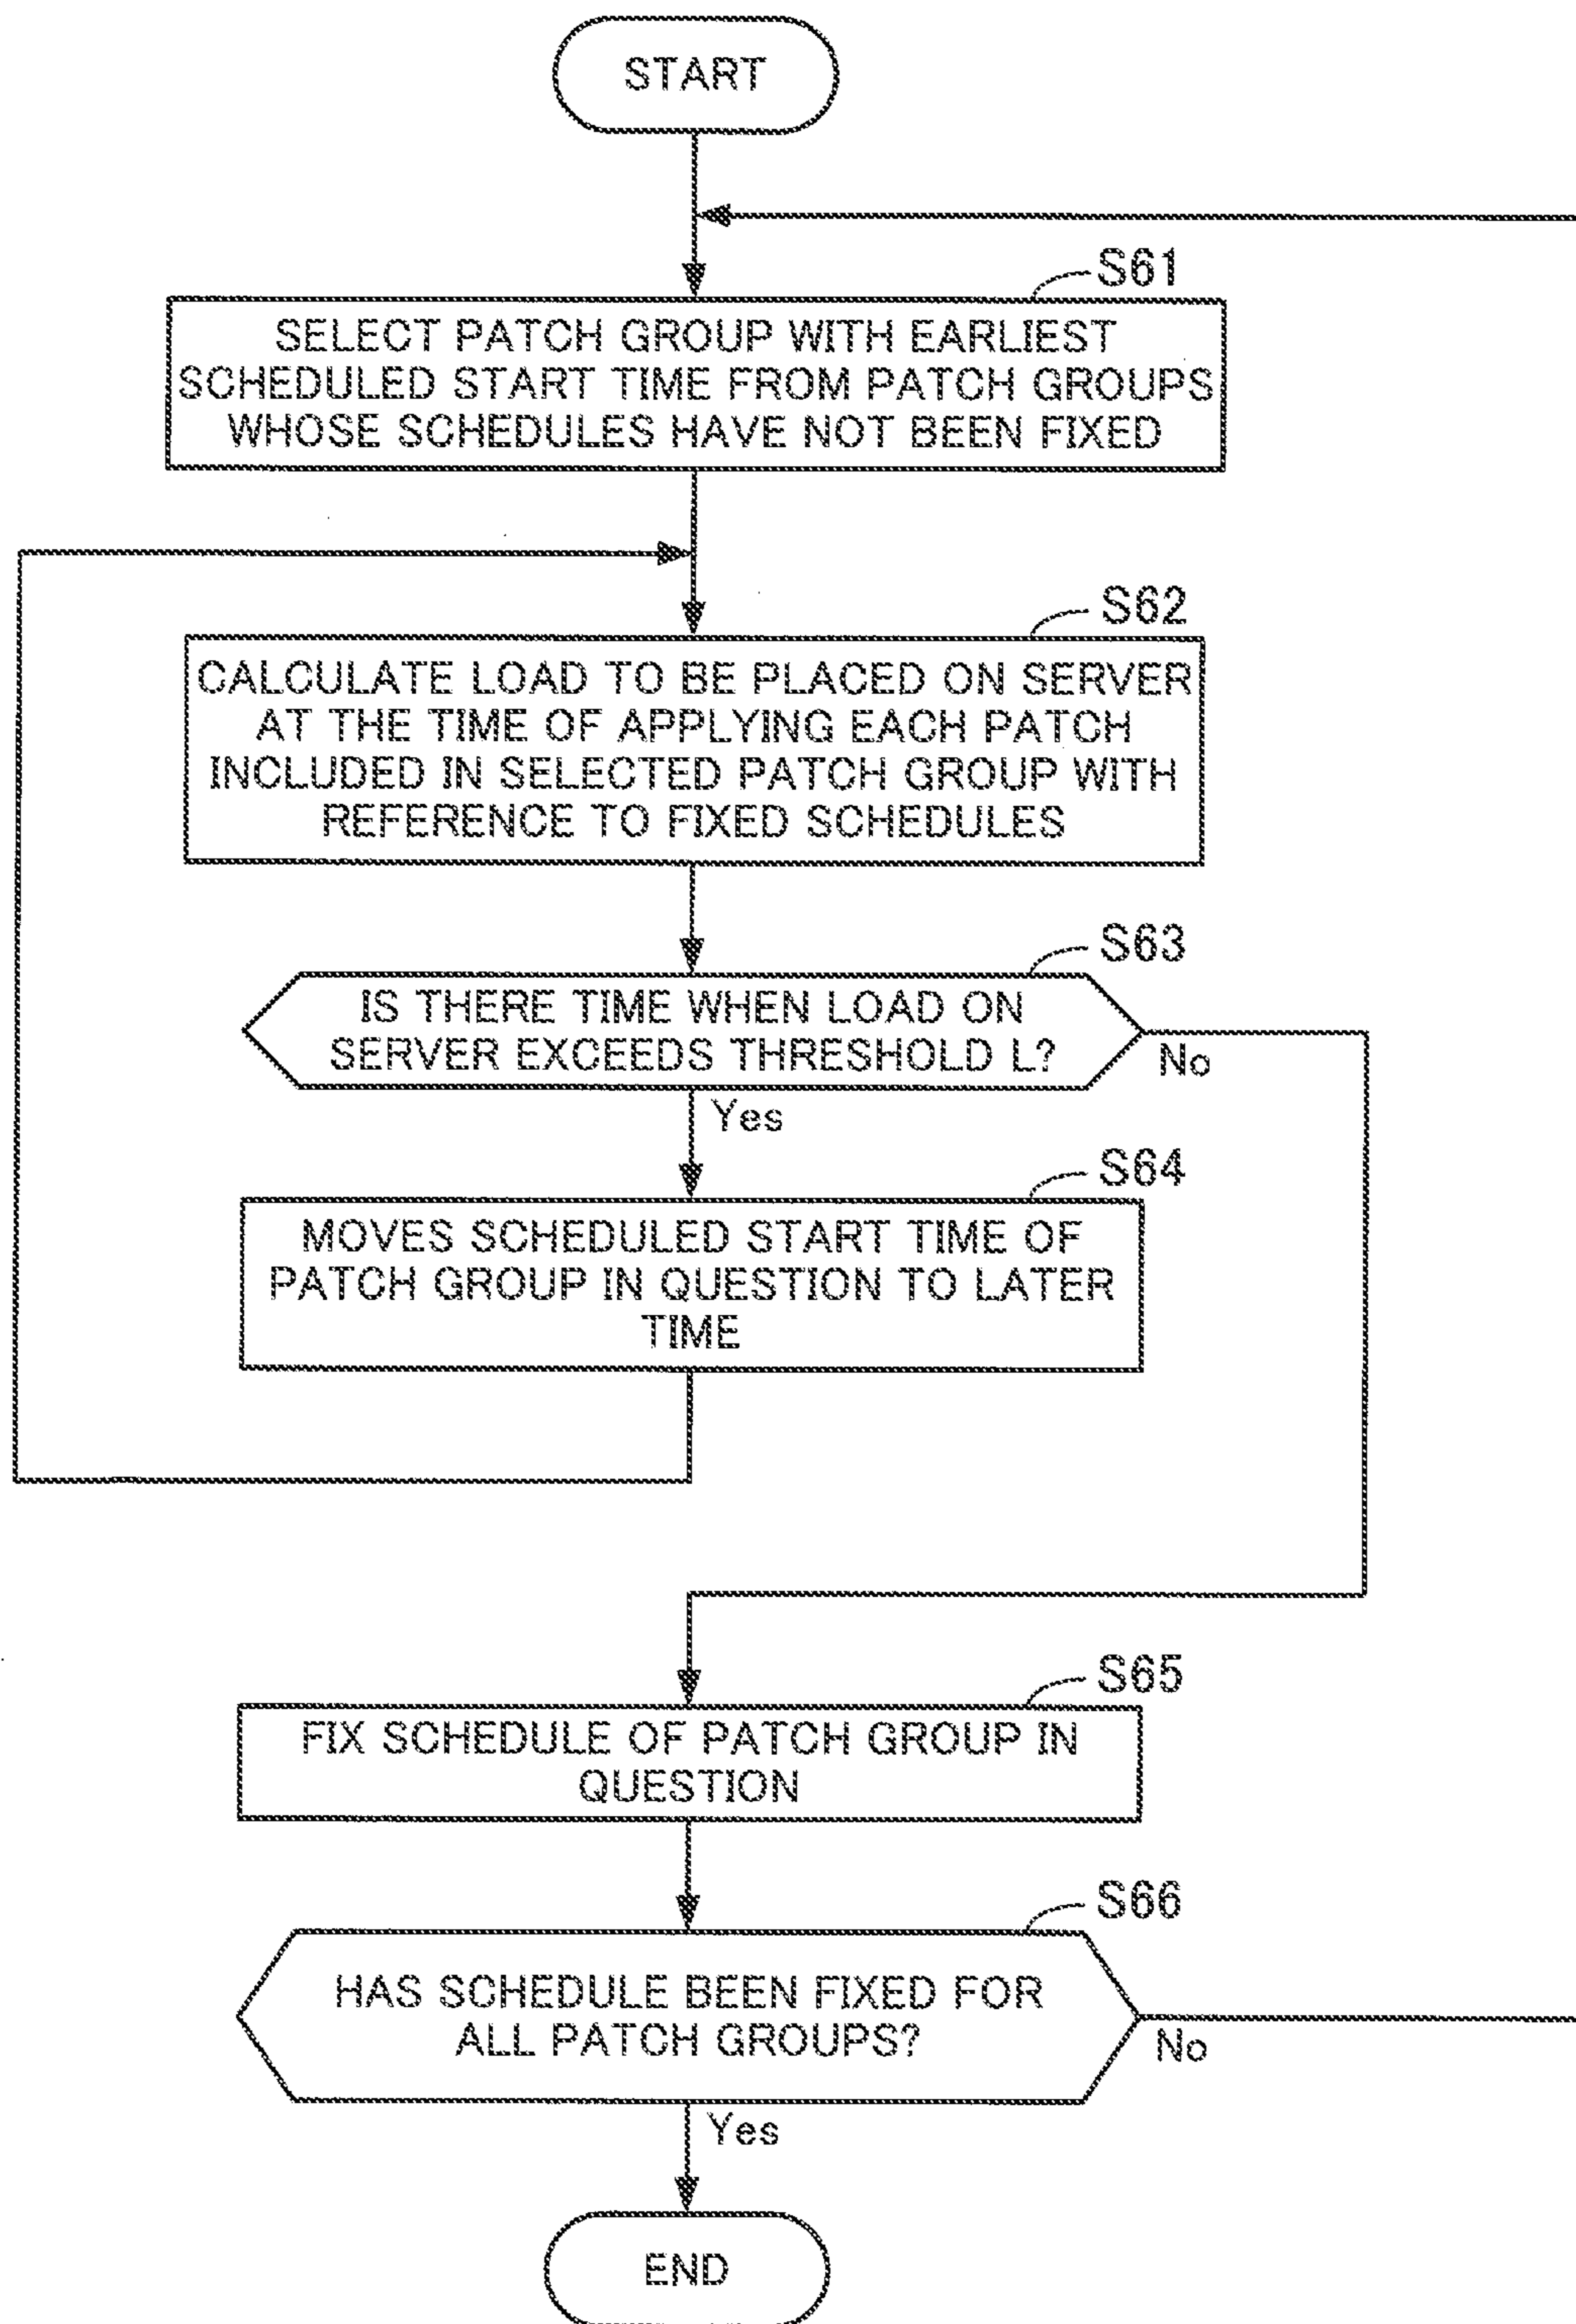 START
S61
SELECT PATCH GROUP WITH EARLIEST
SCHEDULED START TIME FROM PATCH GROUPS
WHOSE SCHEDULES HAVE NOT BEEN FIXED
S62
CALCULATE LOAD TO BE PLACED ON SERVER
AT THE TIME OF APPLYING EACH PATCH
INCLUDED IN SELECTED PATCH GROUP WITH
REFERENCE TO FIXED SCHEDULES
S63
IS THERE TIME WHEN LOAD ON
SERVER EXCEEDS THRESHOLD L?
No
Yes
S64
MOVES SCHEDULED START TIME OF
PATCH GROUP IN QUESTION TO LATER
TIME
S65
FIX SCHEDULE OF PATCH GROUP IN
QUESTION
S66
HAS SCHEDULE BEEN FIXED FOR
ALL PATCH GROUPS?
No
Yes
END